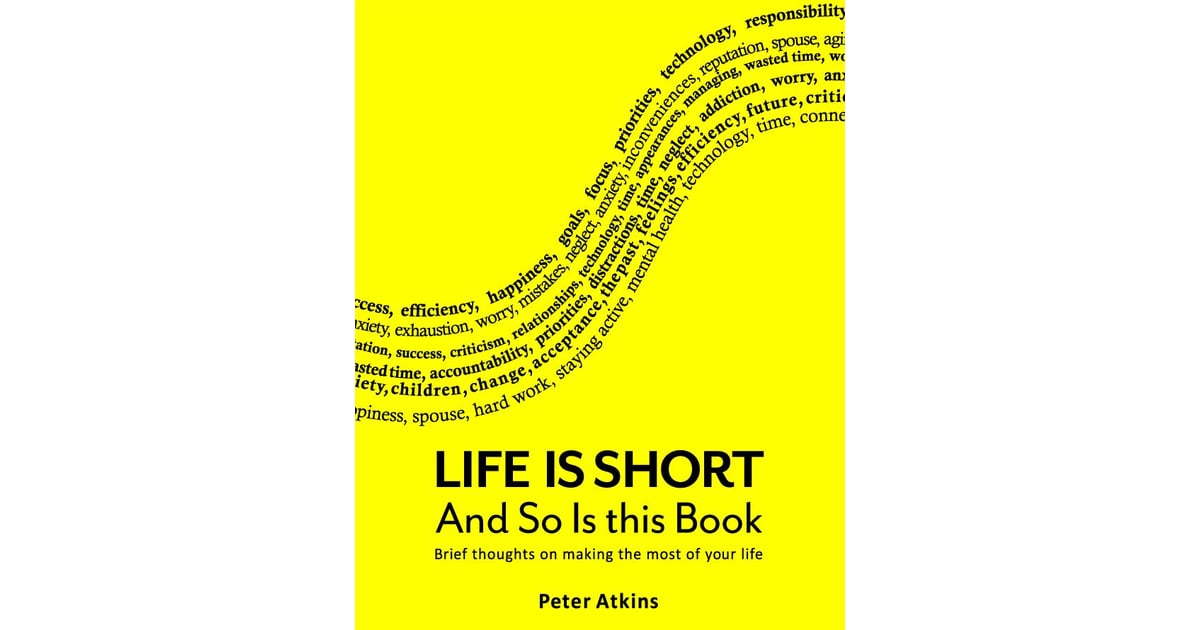 ccess, efficiency, happiness, goals, focus, priorities, technology, responsibility
xiety, exhaustion, worry, mistakes, neglect, anxiety, inconveniences, reputation, spouse, agi
ation, success, criticism, relationships, technology, time, appearances, managing, wasted time, wo
asted time, accountability, priorities, distractions, time, neglect, addiction, worry, anx
iety, children, change, acceptance, the past, feelings, efficiency, future, critic
piness, spouse, hard work, staying active, mental health, technology, time, conne
LIFE IS SHORT
And So Is this Book
Brief thoughts on making the most of your life
Peter Atkins